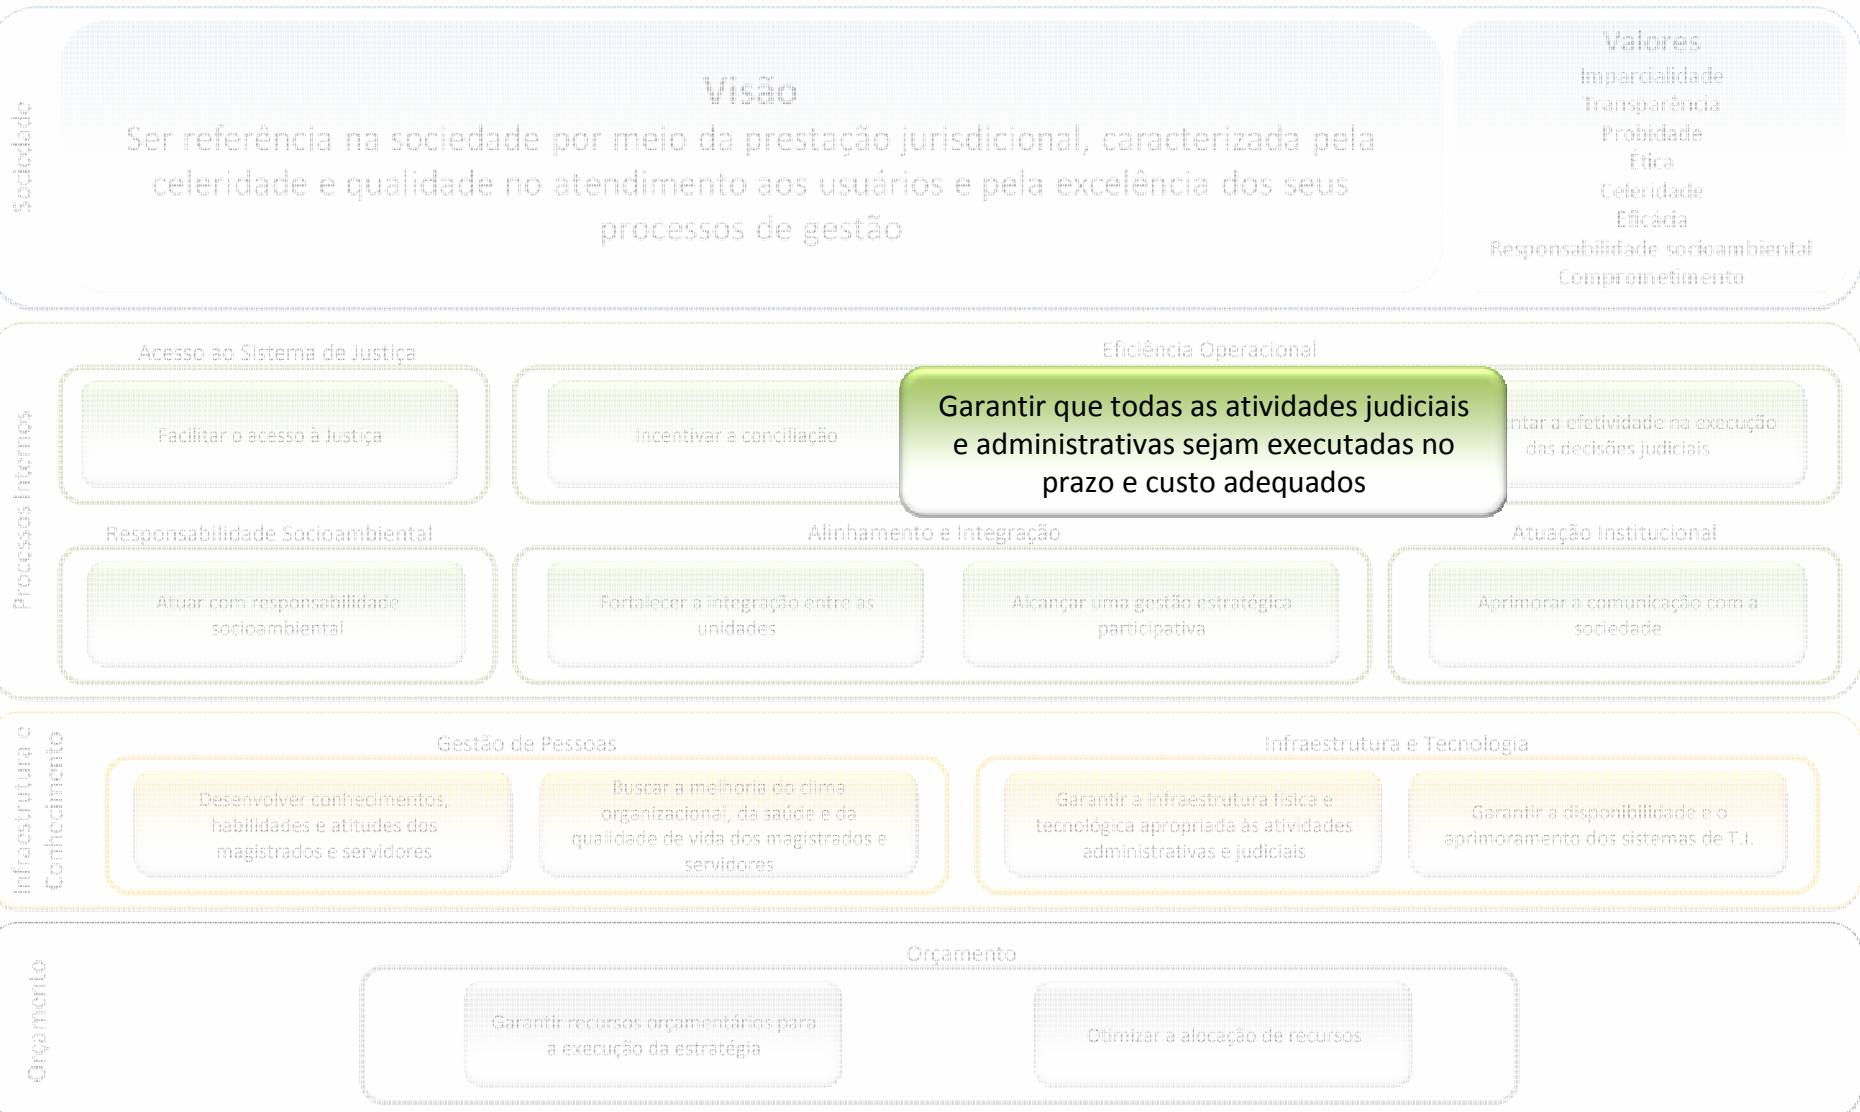 Sociedade
Visão
Ser referência na sociedade por meio da prestação jurisdicional, caracterizada pela
celeridade e qualidade no atendimento aos usuários e pela excelência dos seus
processos de gestão
Valores
Imparcialidade
Transparência
Probidade
Ética
Celeridade
Eficácia
Responsabilidade socioambiental
Comprometimento
Processos Internos
Acesso ao Sistema de Justiça
Facilitar o acesso à Justiça
Eficiência Operacional
Incentivar a conciliação
Garantir que todas as atividades judiciais
e administrativas sejam executadas no
prazo e custo adequados
ntar a efetividade na execução
das decisões judiciais
Responsabilidade Socioambiental
Atuar com responsabilidade
socioambiental
Alinhamento e Integração
Fortalecer a integração entre as
unidades
Alcançar uma gestão estratégica
participativa
Atuação Institucional
Aprimorar a comunicação com a
sociedade
Infraestrutura e
Conhecimento
Gestão de Pessoas
Desenvolver conhecimentos,
habilidades e atitudes dos
magistrados e servidores
Buscar a melhoria do clima
organizacional, da saúde e da
qualidade de vida dos magistrados e
servidores
Infraestrutura e Tecnologia
Garantir a infraestrutura física e
tecnológica apropriada às atividades
administrativas e judiciais
Garantir a disponibilidade e o
aprimoramento dos sistemas de T.I.
Orçamento
Orçamento
Garantir recursos orçamentários para
a execução da estratégia
Otimizar a alocação de recursos